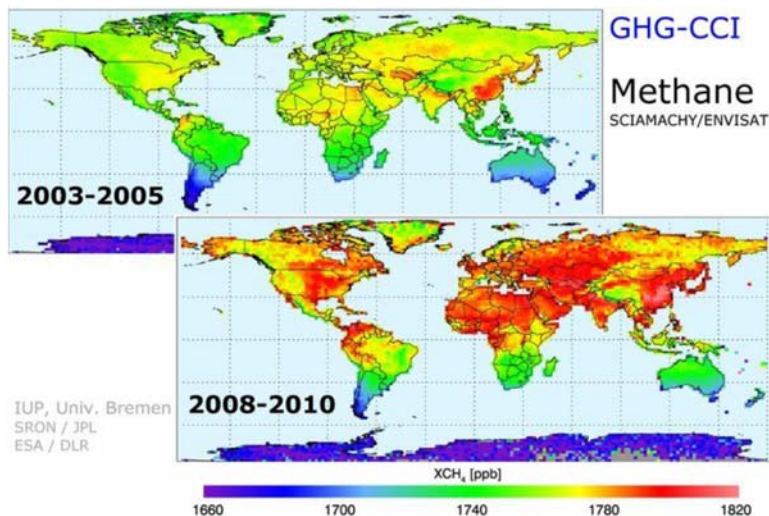 GHG-CCI
Methane
SCIAMACHY/ENVISAT
2003-2005
2008-2010
IUP, Univ. Bremen
SRON / JPL
ESA / DLR
XCH₄ [ppb]
1660 1700 1740 1780 1820